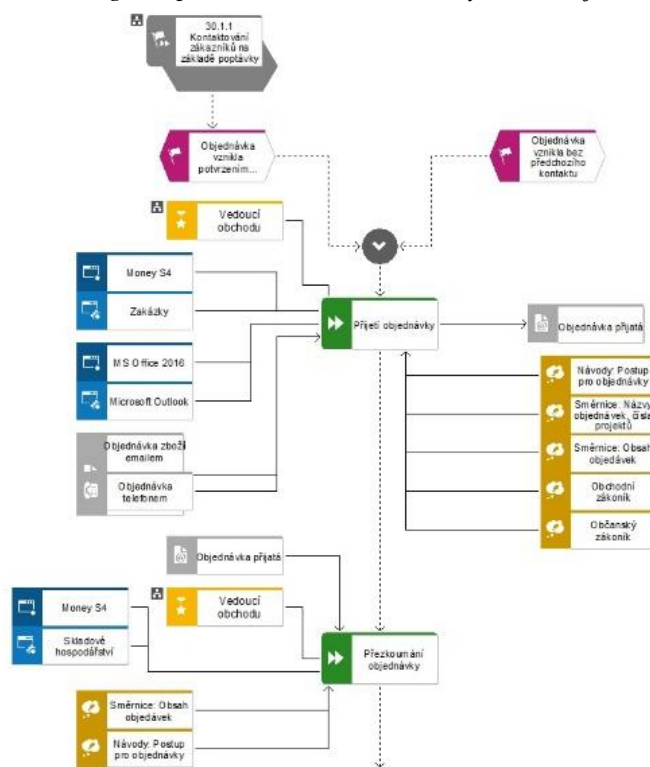 30.1.1
Kontaktování
zákazníků na
základě poptávky
Objednávka
vznikla
potvrzením...
Objednávka
vznikla bez
předchozího
kontaktu
Vedoucí
obchodu
Money S4
Zakázky
Přijetí objednávky
Objednávka přijatá
MS Office 2016
Microsoft Outlook
Návody: Postup
pro objednávky
Směrnice: Názvy
objednávek, čísla
projektů
Směrnice: Obsah
objedávek
Objednávka zboží
emailem
Objednávka
telefonem
Obchodní
zákoník
Občanský
zákoník
Objednávka přijatá
Vedoucí
obchodu
Money S4
Skladové
hospodářství
Přezkoumání
objednávky
Směrnice: Obsah
objedávek
Návody: Postup
pro objednávky